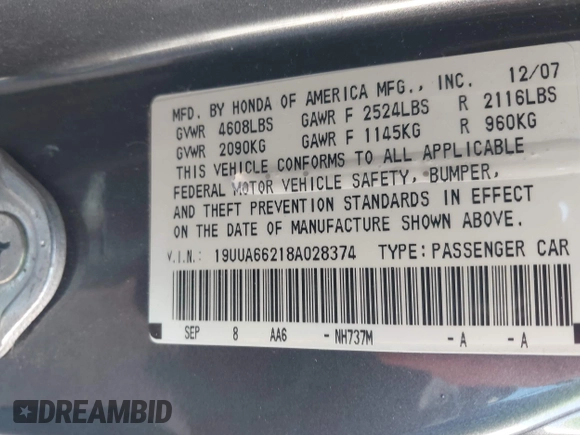 MFD. BY HONDA OF AMERICA MFG., INC. 12/07
GVWR 4608LBS GAWR F 2524LBS R 2116LBS
GVWR 2090KG GAWR F 1145KG R 960KG
THIS VEHICLE CONFORMS TO ALL APPLICABLE
FEDERAL MOTOR VEHICLE SAFETY, BUMPER,
AND THEFT PREVENTION STANDARDS IN EFFECT
ON THE DATE OF MANUFACTURE SHOWN ABOVE.
V.I.N.: 19UUA66218A028374 TYPE:PASSENGER CAR
SEP 8 AA6 - NH737M - A - A
DREAMBID